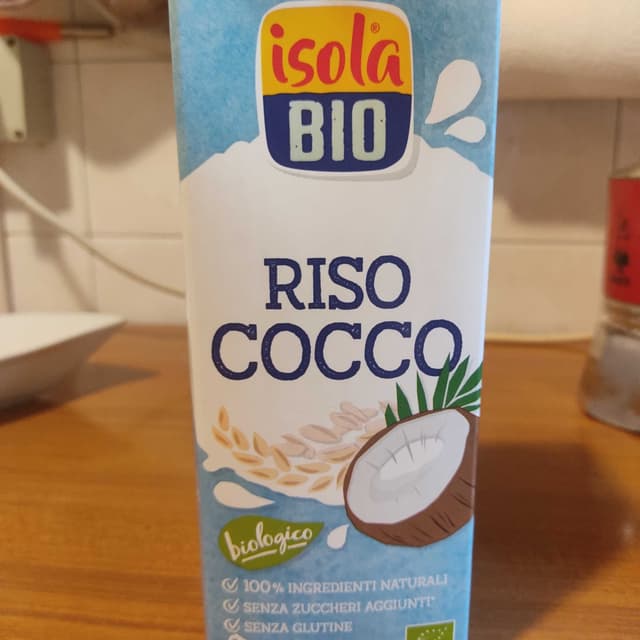 isola®
BIO
RISO
COCCO
biologico
100% INGREDIENTI NATURALI
SENZA ZUCCHERI AGGIUNTI*
SENZA GLUTINE